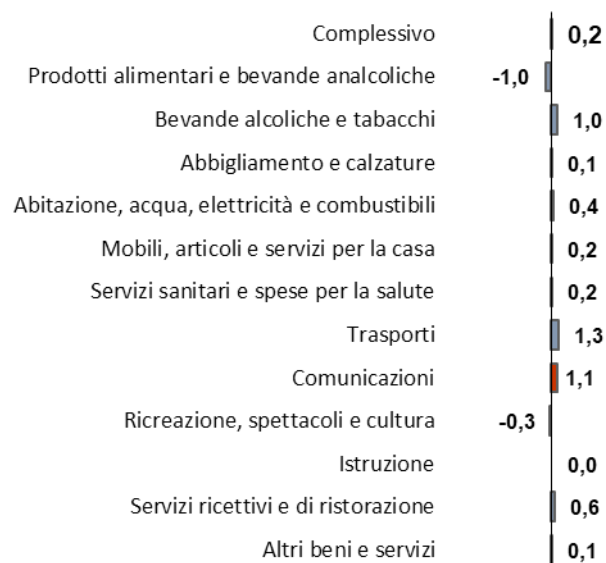 Complessivo 0,2
Prodotti alimentari e bevande analcoliche -1,0
Bevande alcoliche e tabacchi 1,0
Abbigliamento e calzature 0,1
Abitazione, acqua, elettricità e combustibili 0,4
Mobili, articoli e servizi per la casa 0,2
Servizi sanitari e spese per la salute 0,2
Trasporti 1,3
Comunicazioni 1,1
Ricreazione, spettacoli e cultura -0,3
Istruzione 0,0
Servizi ricettivi e di ristorazione 0,6
Altri beni e servizi 0,1